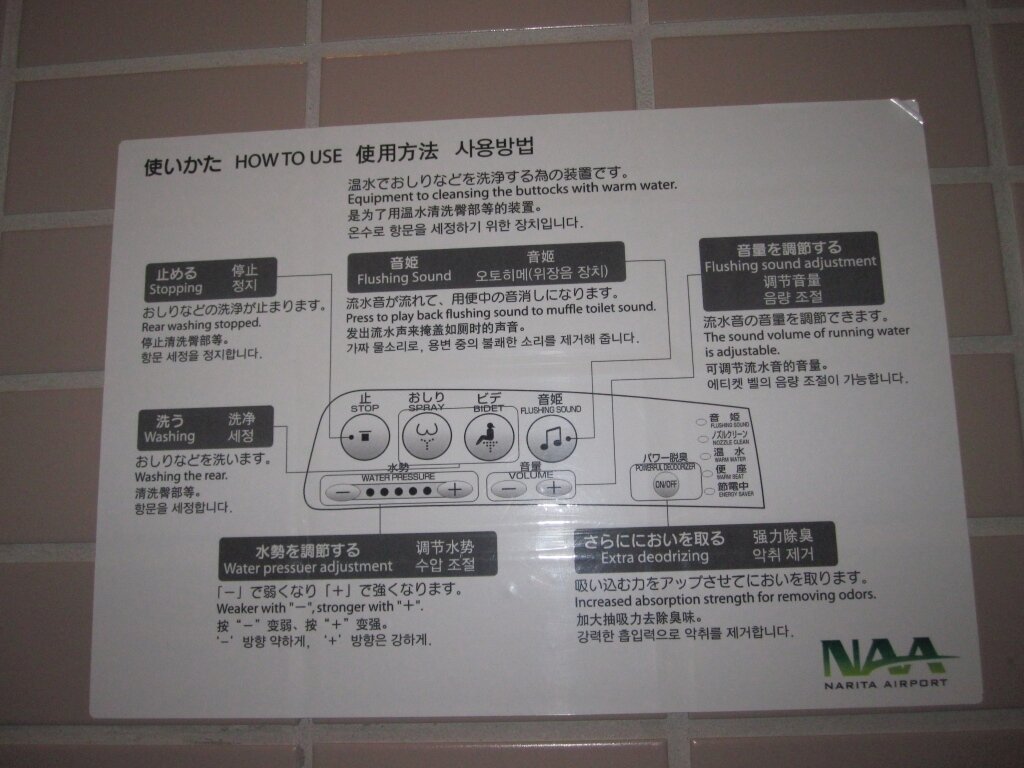 使いかた HOW TO USE 使用方法 사용방법
温水でおしりなどを洗浄する為の装置です。
Equipment to cleansing the buttocks with warm water.
是为了用温水清洗臀部等的装置。
온수로 항문을 세정하기 위한 장치입니다.
止める 停止
Stopping 정지
おしりなどの洗浄が止まります。
Rear washing stopped.
停止清洗臀部等。
항문 세정을 정지합니다.
音姫 音姬
Flushing Sound 오토히메(위장음 장치)
流水音が流れて、用便中の音消しになります。
Press to play back flushing sound to muffle toilet sound.
发出流水声来掩盖如厕时的声音。
가짜 물소리로, 용변 중의 불쾌한 소리를 제거해 줍니다.
音量を調節する
Flushing sound adjustment
调节音量
음량 조절
流水音の音量を調節できます。
The sound volume of running water
is adjustable.
可调节流水音的音量。
에티켓 벨의 음량 조절이 가능합니다.
洗う 洗净
Washing 세정
おしりなどを洗います。
Washing the rear.
清洗臀部等。
항문을 세정합니다.
止 おしり ビデ 音姫
STOP SPRAY BIDET FLUSHING SOUND
水勢
WATER PRESSURE
− +
音量
VOLUME
− +
パワー脱臭
POWERFUL DEODORIZER
ON/OFF
音 姫
FLUSHING SOUND
ノズルクリーン
NOZZLE CLEAN
温 水
WARM WATER
便 座
WARM SEAT
節電中
ENERGY SAVER
水勢を調節する 调节水势
Water pressuer adjustment 수압 조절
「−」で弱くなり「+」で強くなります。
Weaker with "−", stronger with "+".
按 “−” 变弱、按 “+” 变强。
‘−’ 방향 약하게, ‘+’ 방향은 강하게.
さらににおいを取る 强力除臭
Extra deodrizing 악취 제거
吸い込む力をアップさせてにおいを取ります。
Increased absorption strength for removing odors.
加大抽吸力去除臭味。
강력한 흡입력으로 악취를 제거합니다.
NAA
NARITA AIRPORT